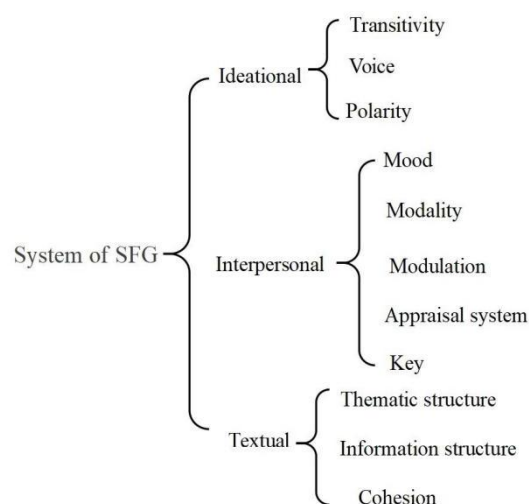 System of SFG
Ideational
Transitivity
Voice
Polarity
Interpersonal
Mood
Modality
Modulation
Appraisal system
Key
Textual
Thematic structure
Information structure
Cohesion